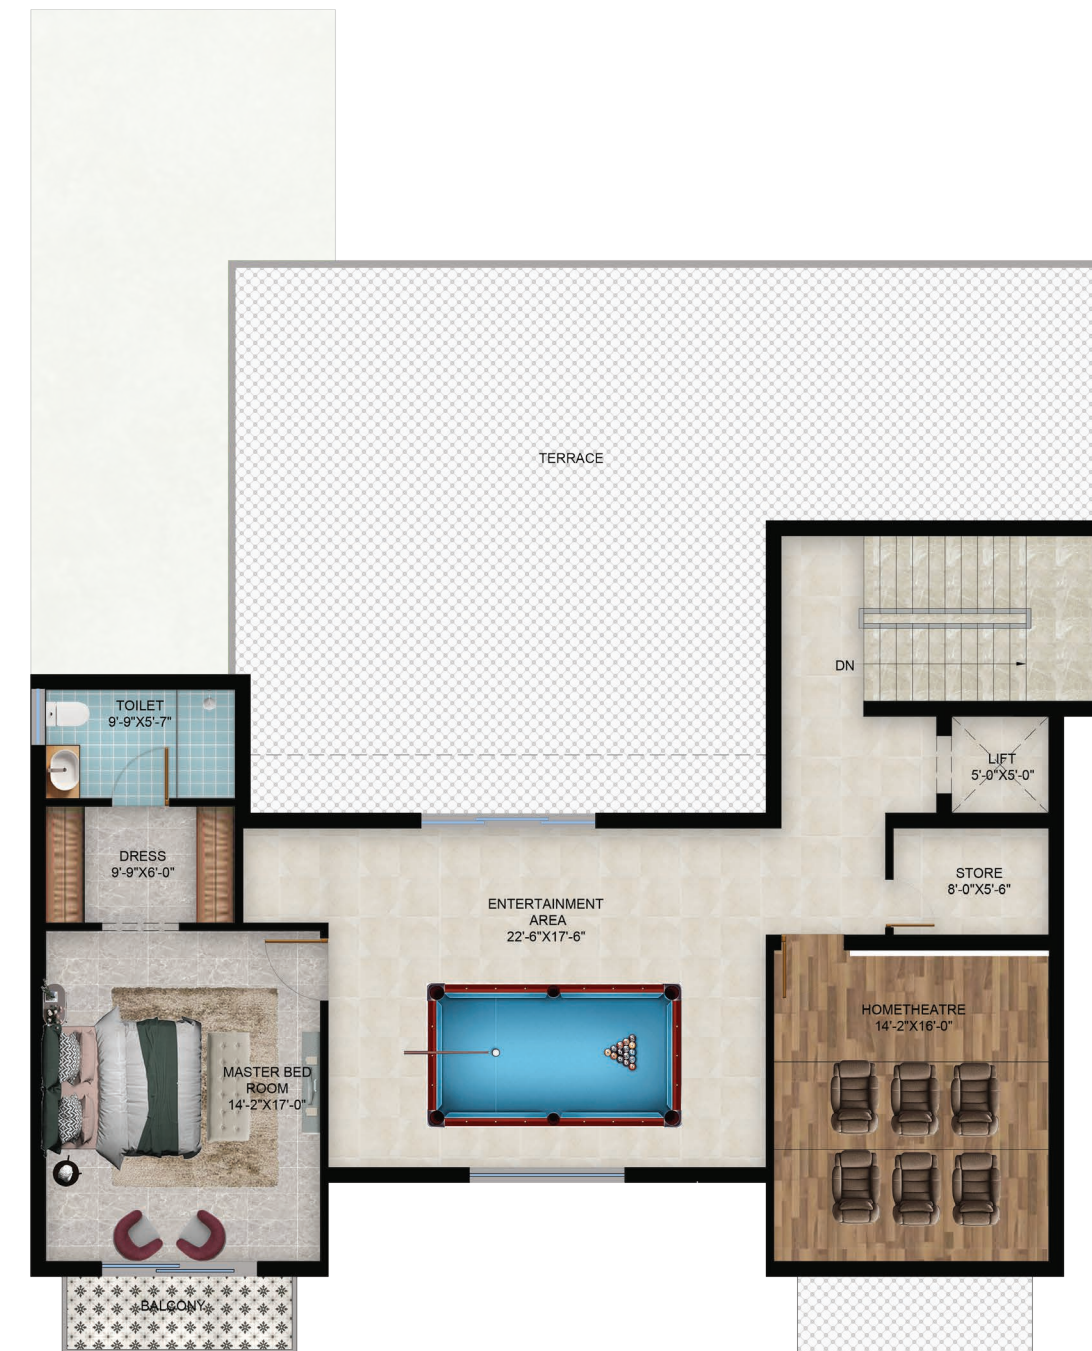 TERRACE
DN
TOILET
9'-9"X5'-7"
LIFT
5'-0"X5'-0"
DRESS
9'-9"X6'-0"
STORE
8'-0"X5'-6"
ENTERTAINMENT
AREA
22'-6"X17'-6"
HOMETHEATRE
14'-2"X16'-0"
MASTER BED
ROOM
14'-2"X17'-0"
BALCONY